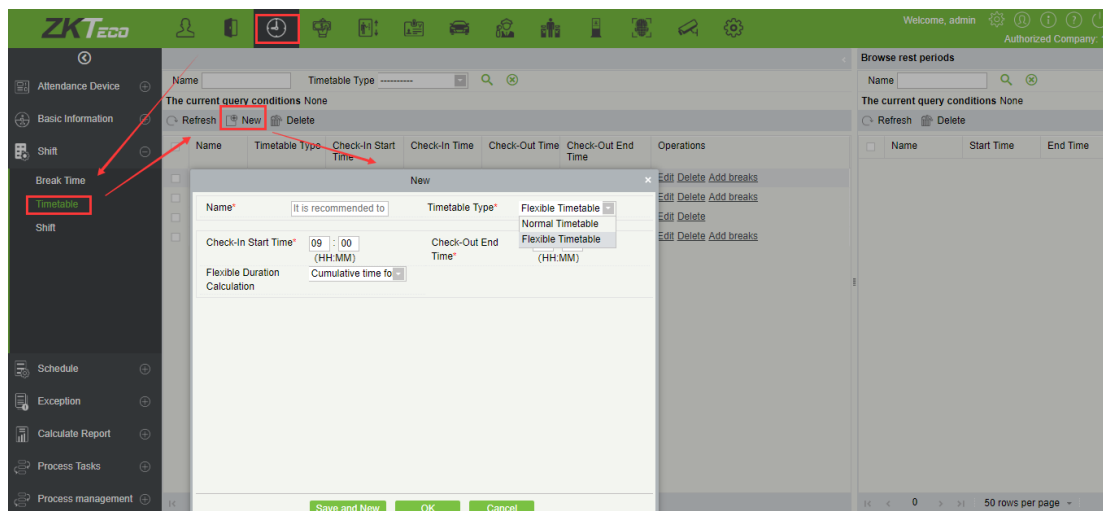 ZKTECO
Welcome, admin
Authorized Company:
Attendance Device
Basic Information
Shift
Break Time
Timetable
Shift
Schedule
Exception
Calculate Report
Process Tasks
Process management
Name Timetable Type ----------
The current query conditions None
Refresh New Delete
Name Timetable Type Check-In Start Time Check-In Time Check-Out Time Check-Out End Time Operations
Edit Delete Add breaks
Edit Delete Add breaks
Edit Delete
Edit Delete Add breaks
New
Name* It is recommended to Timetable Type* Flexible Timetable
Normal Timetable
Flexible Timetable
Check-In Start Time* 09 : 00 Check-Out End
(HH:MM) Time* (HH:MM)
Flexible Duration Cumulative time fo
Calculation
Save and New OK Cancel
Browse rest periods
Name
The current query conditions None
Refresh Delete
Name Start Time End Time
0 50 rows per page